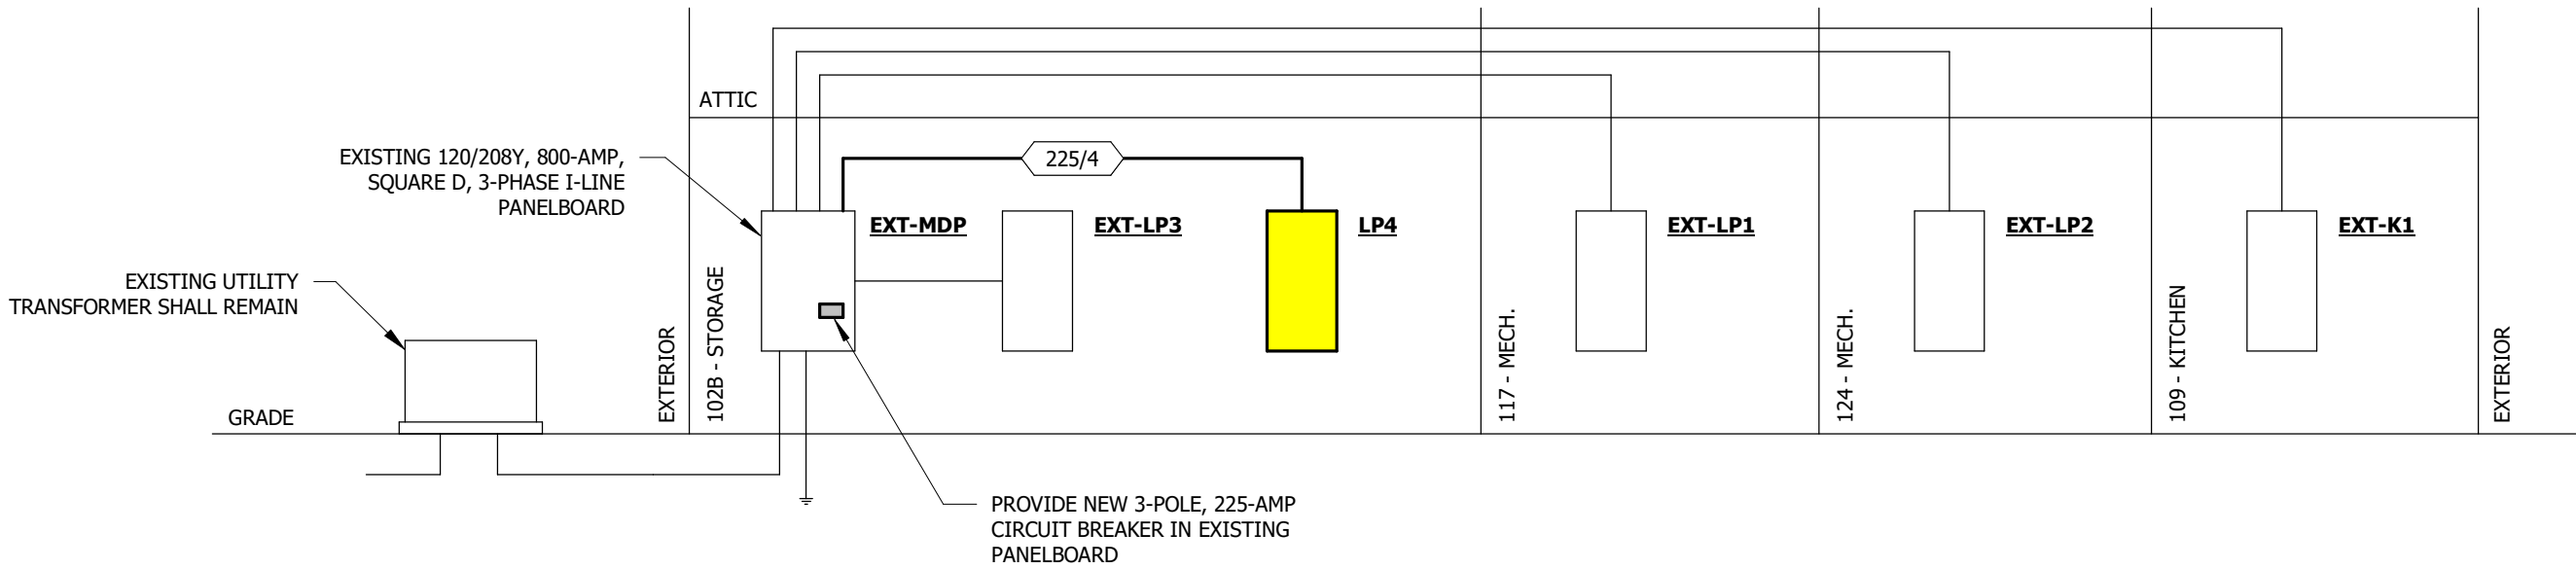 ATTIC
EXISTING 120/208Y, 800-AMP,
SQUARE D, 3-PHASE I-LINE
PANELBOARD
225/4
EXT-MDP
EXT-LP3
LP4
EXT-LP1
EXT-LP2
EXT-K1
EXISTING UTILITY
TRANSFORMER SHALL REMAIN
EXTERIOR
102B - STORAGE
117 - MECH.
124 - MECH.
109 - KITCHEN
EXTERIOR
GRADE
PROVIDE NEW 3-POLE, 225-AMP
CIRCUIT BREAKER IN EXISTING
PANELBOARD